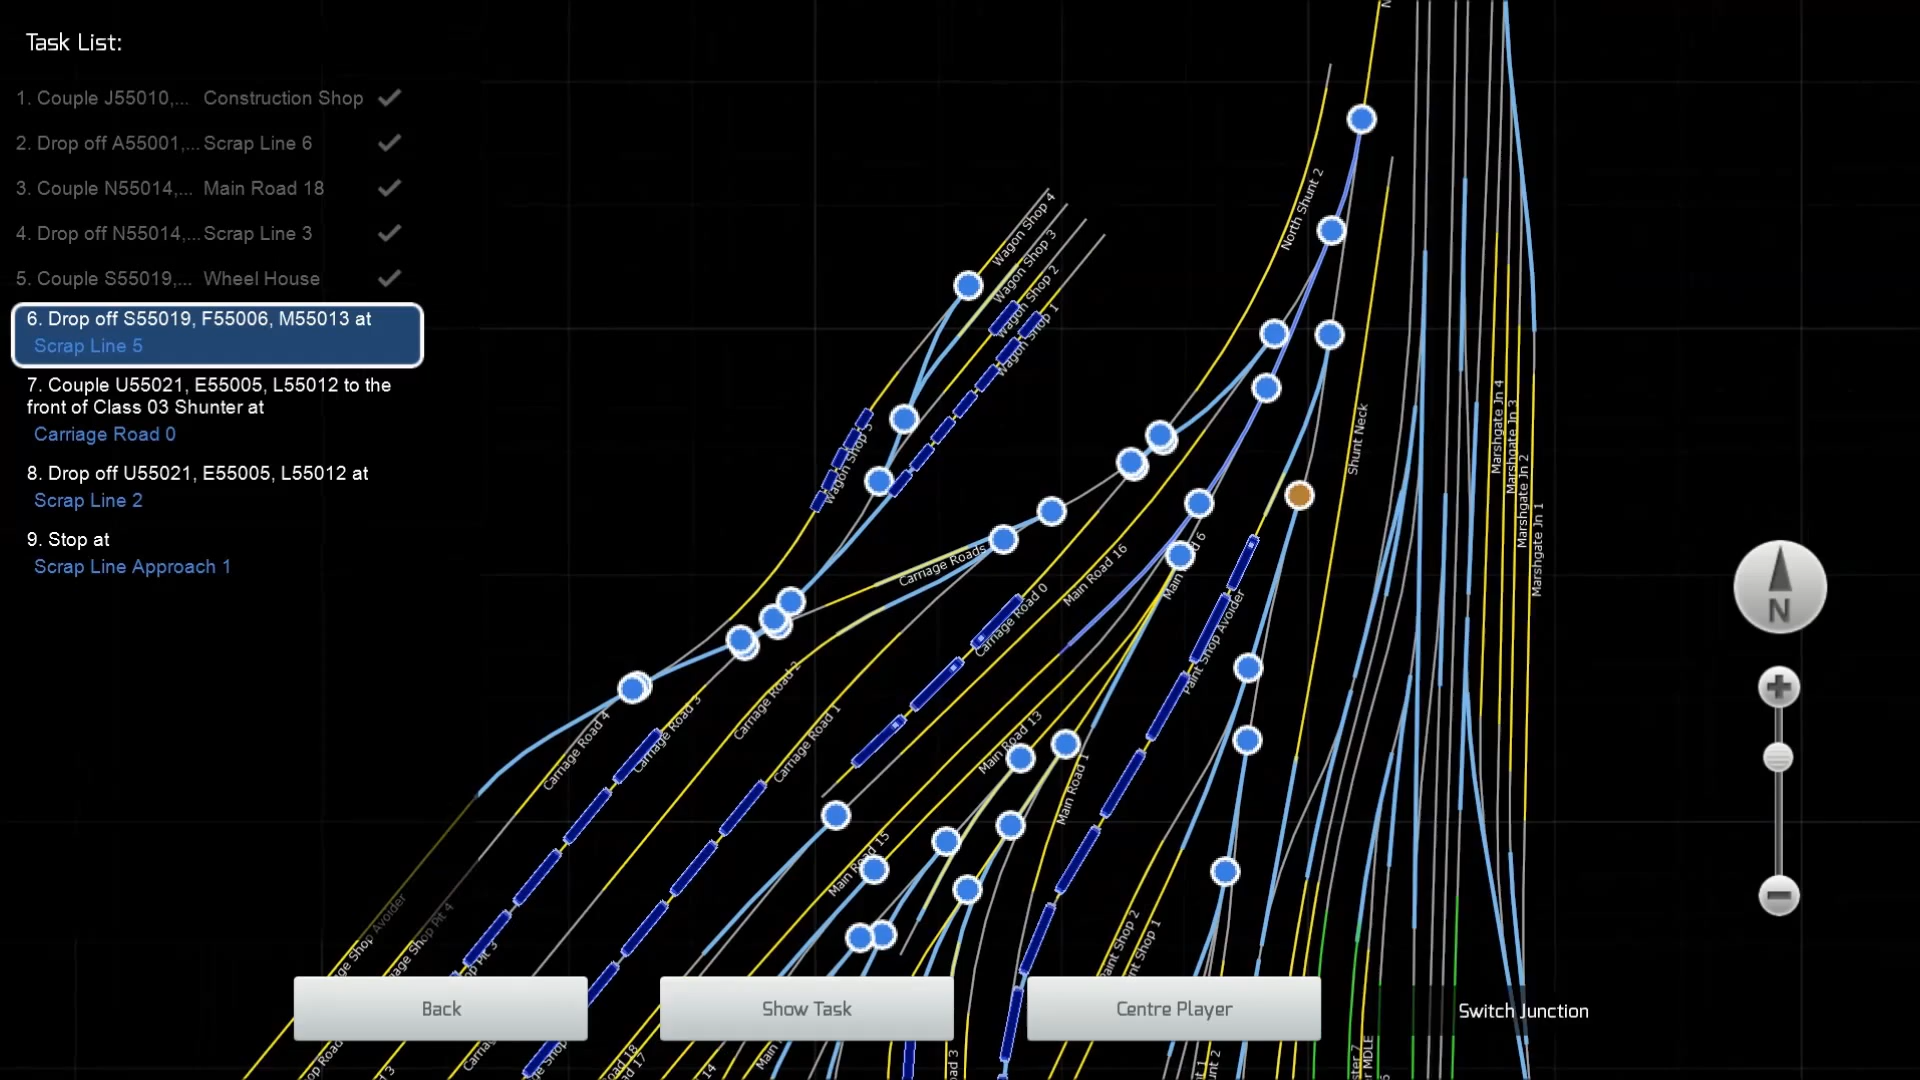 Task List:
1. Couple J55010,... Construction Shop
2. Drop off A55001,... Scrap Line 6
3. Couple N55014,... Main Road 18
4. Drop off N55014,... Scrap Line 3
5. Couple S55019,... Wheel House
6. Drop off S55019, F55006, M55013 at
Scrap Line 5
7. Couple U55021, E55005, L55012 to the
front of Class 03 Shunter at
Carriage Road 0
8. Drop off U55021, E55005, L55012 at
Scrap Line 2
9. Stop at
Scrap Line Approach 1
Wagon Shop 4
Wagon Shop 3
Wagon Shop 2
Wagon Shop 1
Wagon Shop 5
North Shunt 2
Shunt Neck
Marshgate Jn 4
Marshgate Jn 3
Marshgate Jn 2
Marshgate Jn 1
Carriage Roads
Carriage Road 0
Main Road 16
Paint Shop Avoider
Carriage Road 4
Carriage Road 3
Carriage Road 2
Carriage Road 1
Main Road 13
Main Road 1
Main Road 15
N
Back
Show Task
Centre Player
Switch Junction